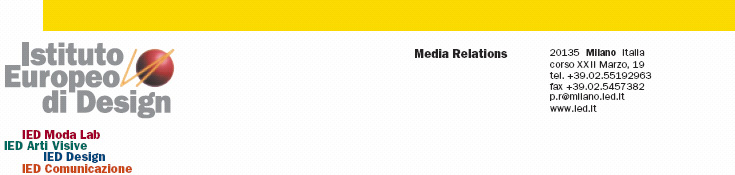 Istituto
Europeo
di Design
IED Moda Lab
IED Arti Visive
IED Design
IED Comunicazione
Media Relations
20135 Milano Italia
corso XXII Marzo, 19
tel. +39.02.55192963
fax +39.02.5457382
p.r@milano.ied.it
www.ied.it